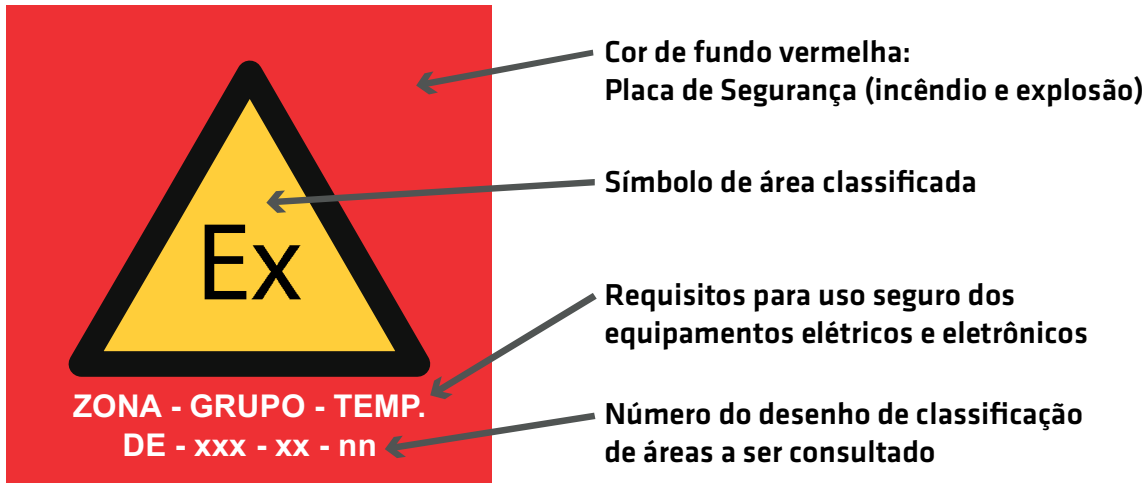 Cor de fundo vermelha:
Placa de Segurança (incêndio e explosão)
Símbolo de área classificada
Ex
Requisitos para uso seguro dos
equipamentos elétricos e eletrônicos
ZONA - GRUPO - TEMP.
DE - xxx - xx - nn
Número do desenho de classificação
de áreas a ser consultado